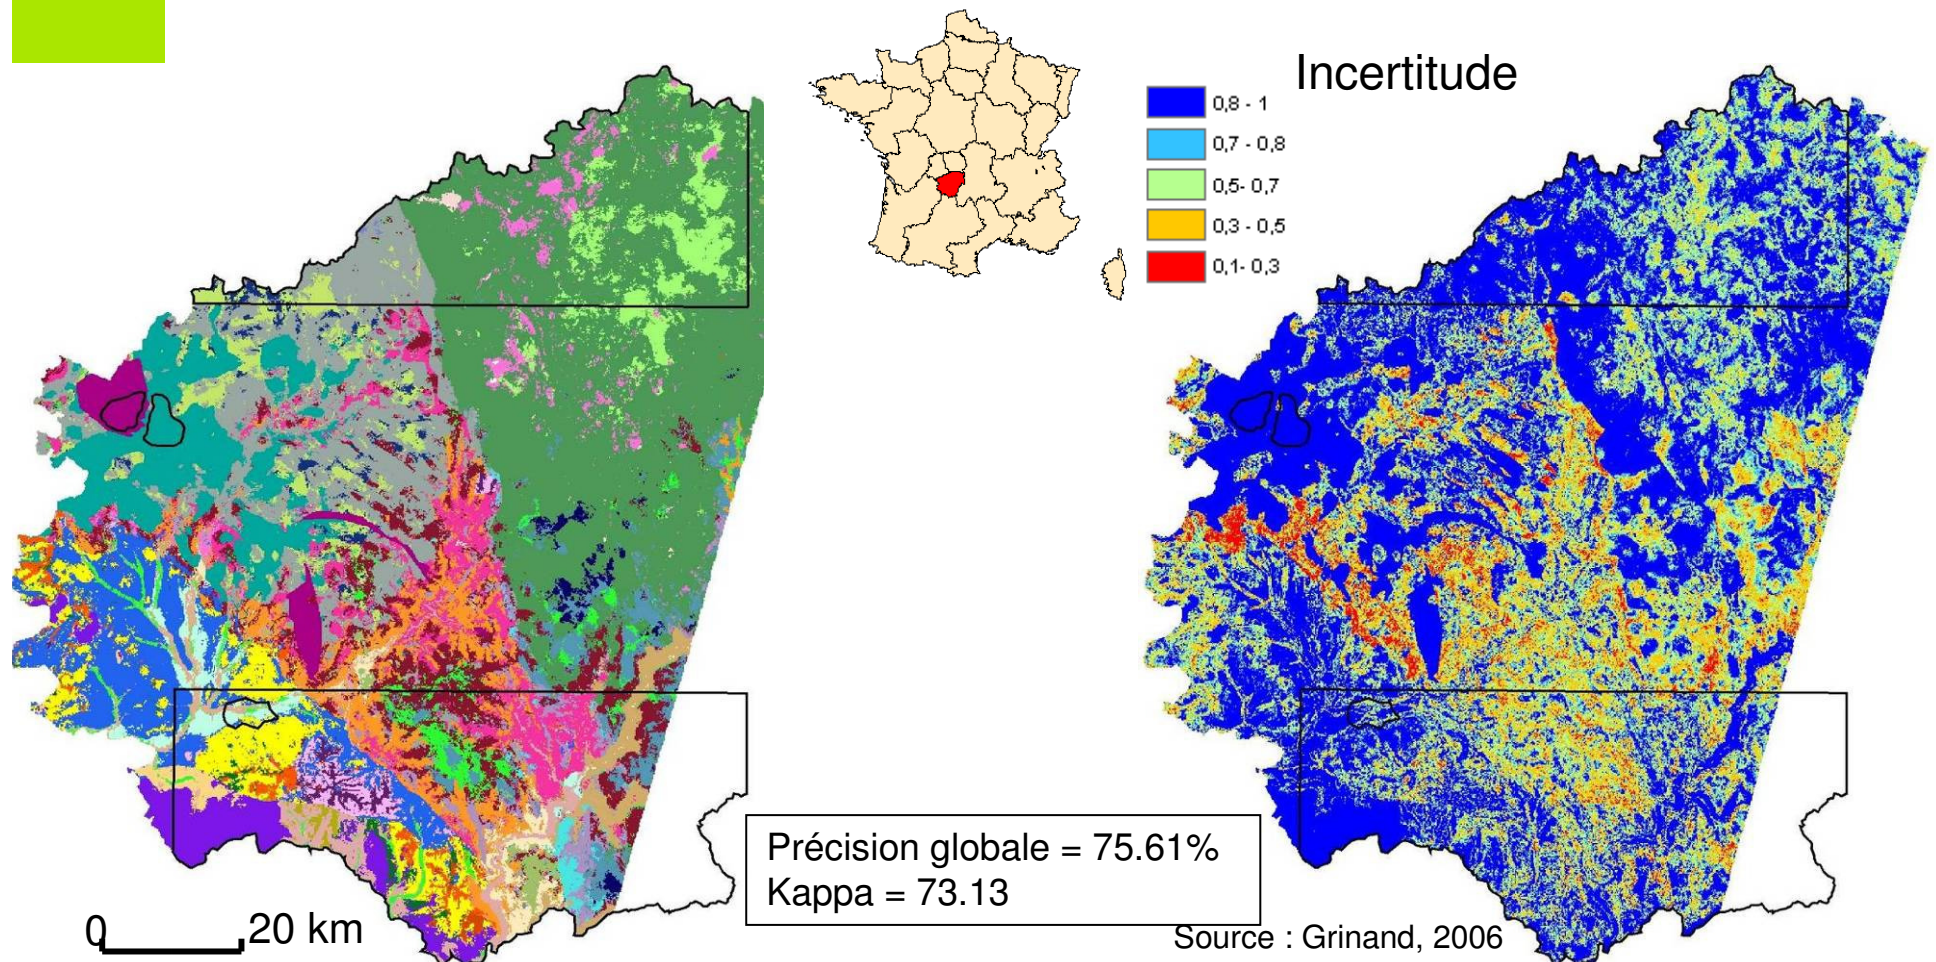 Incertitude
0,8 - 1
0,7 - 0,8
0,5- 0,7
0,3 - 0,5
0,1- 0,3
Précision globale = 75.61%
Kappa = 73.13
0 20 km
Source : Grinand, 2006